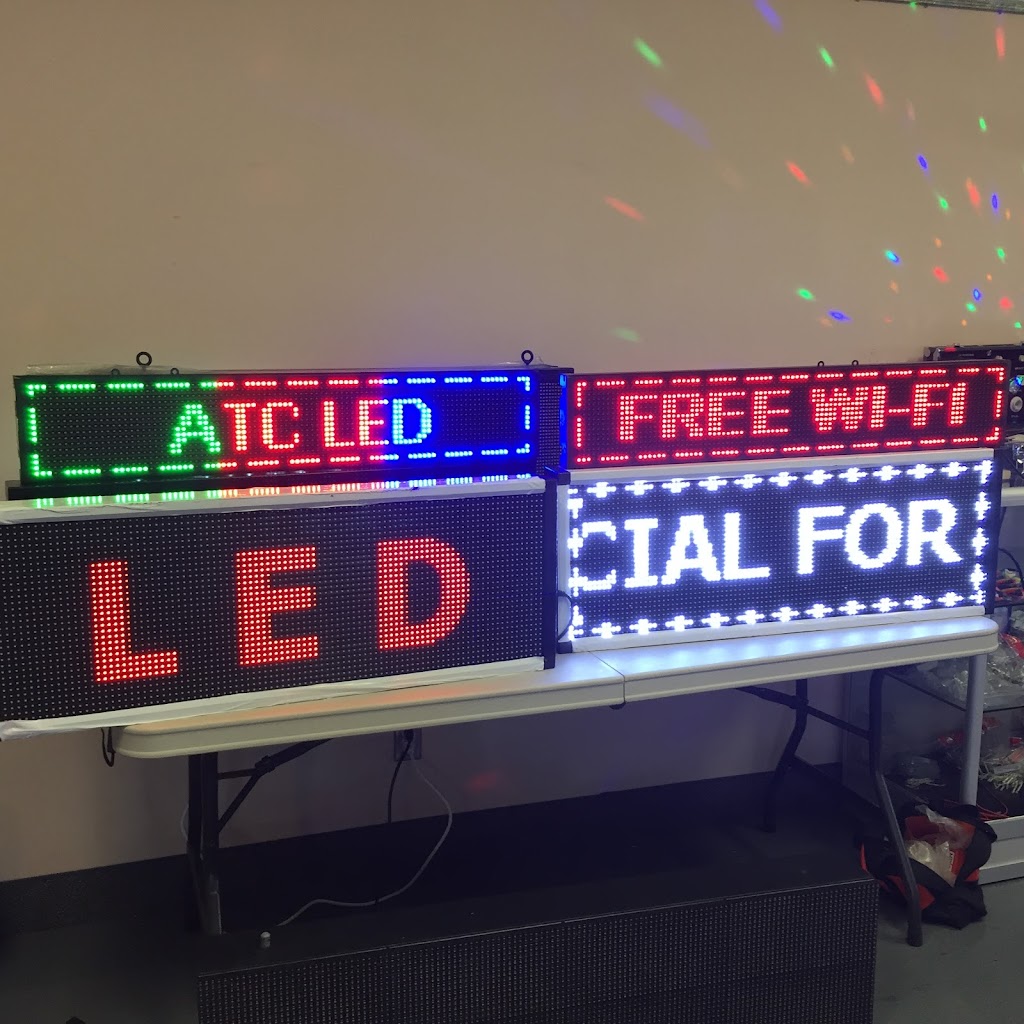 ATC LED
FREE WI-FI
LED
CIAL FOR